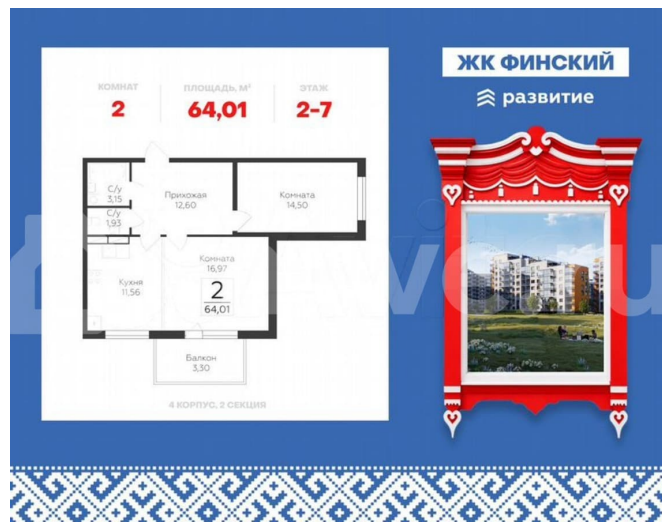 ЖК ФИНСКИЙ
развитие
КОМНАТ
2
ПЛОЩАДЬ, М²
64,01
ЭТАЖ
2-7
С/у
3,15
С/у
1,93
Прихожая
12,60
Комната
14,50
Кухня
11,56
Комната
16,97
2
64,01
Балкон
3,30
4 КОРПУС, 2 СЕКЦИЯ